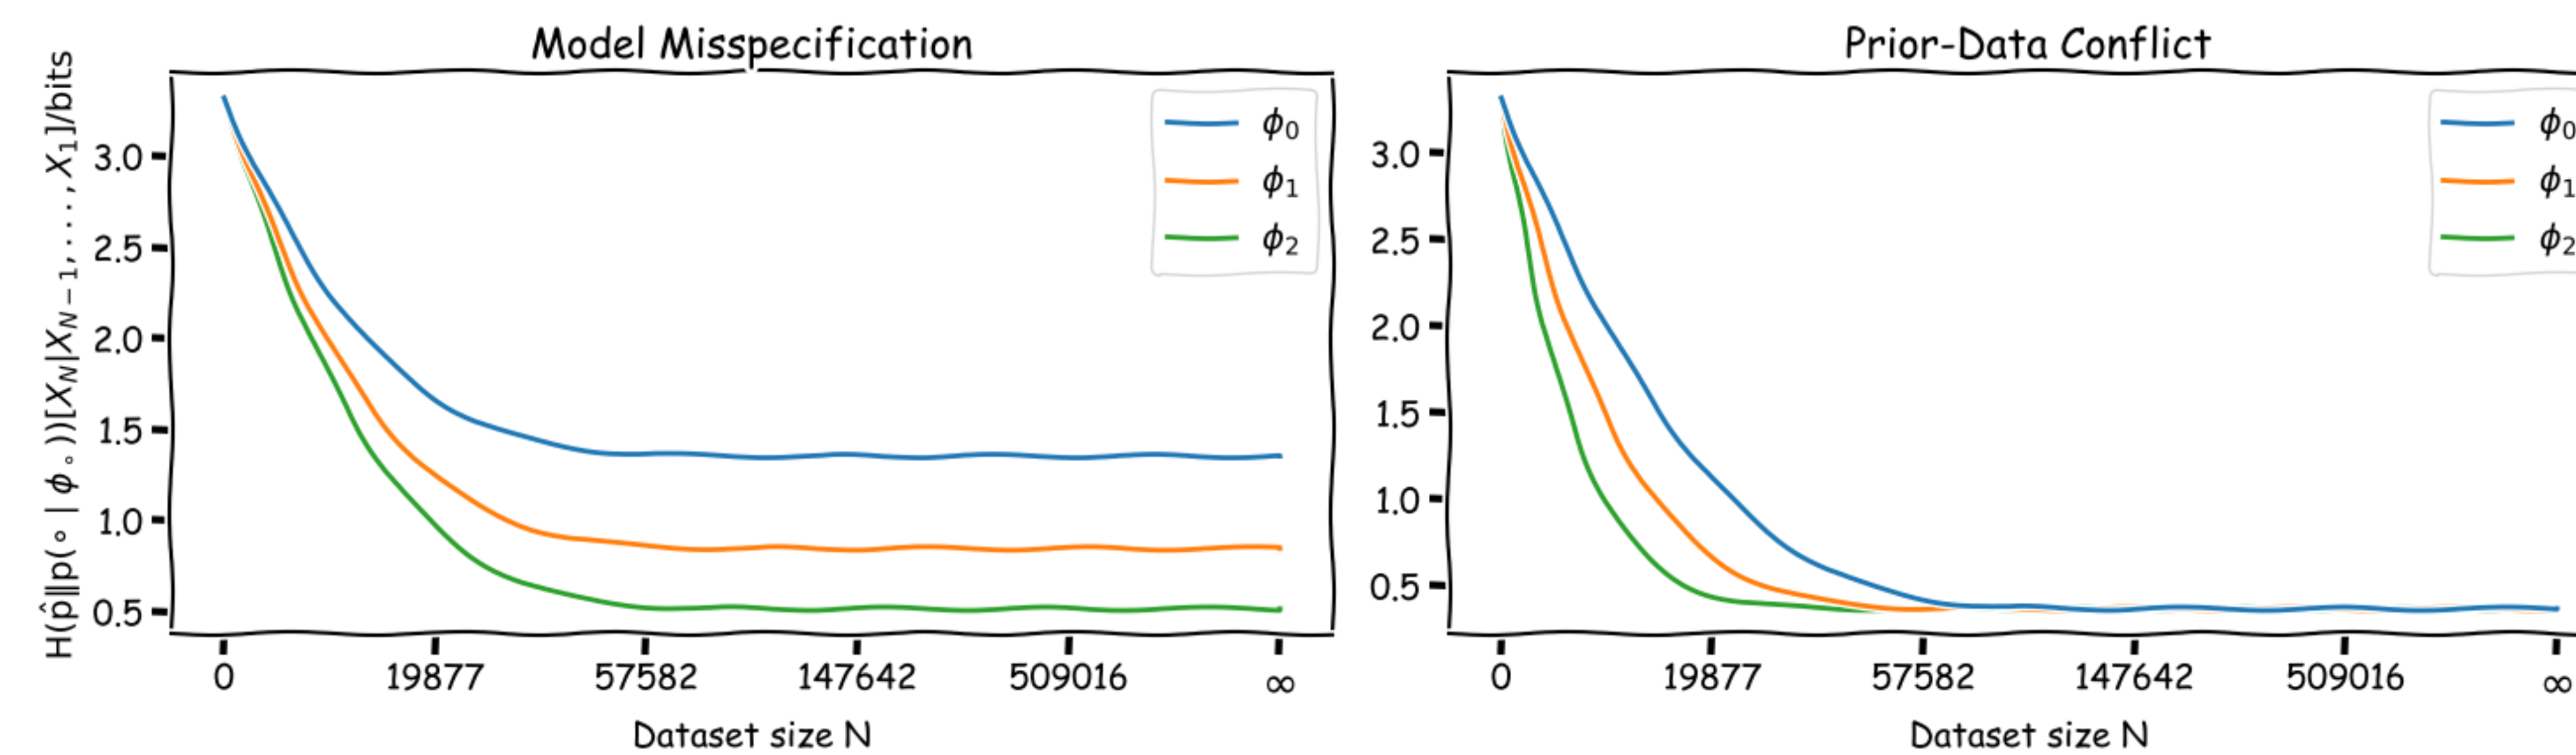 Model Misspecification
H(p̂||p(∘ | ϕ∘))[X_N|X_{N−1}, ..., X_1]/bits
3.0
2.5
2.0
1.5
1.0
0.5
ϕ₀
ϕ₁
ϕ₂
0 19877 57582 147642 509016 ∞
Dataset size N
Prior-Data Conflict
3.0
2.5
2.0
1.5
1.0
0.5
ϕ₀
ϕ₁
ϕ₂
0 19877 57582 147642 509016 ∞
Dataset size N